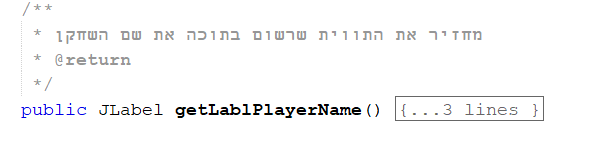 /**
* מחזיר את התווית שרשום בתוכה את שם השחקן
* @return
*/
public JLabel getLablPlayerName() {...3 lines }